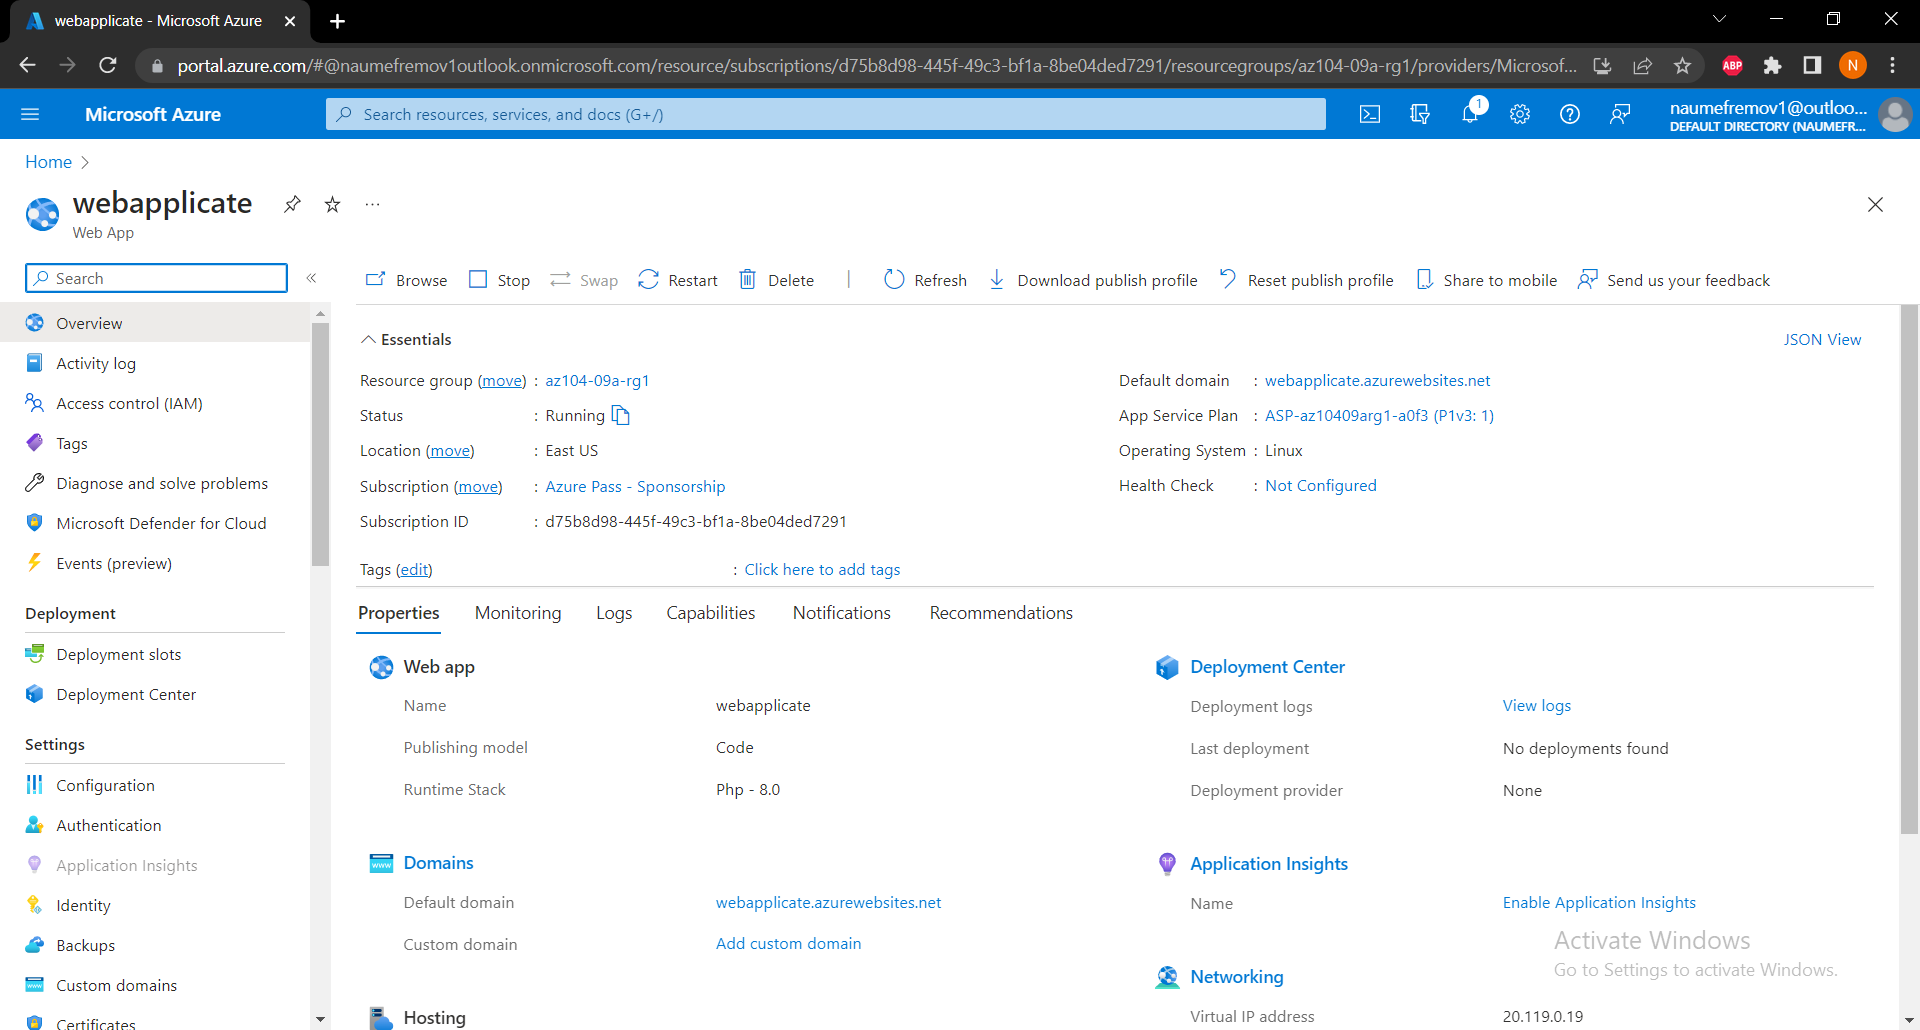 webapplicate - Microsoft Azure
portal.azure.com/#@naumefremov1outlook.onmicrosoft.com/resource/subscriptions/d75b8d98-445f-49c3-bf1a-8be04ded7291/resourcegroups/az104-09a-rg1/providers/Microsof...
ABP
N
Microsoft Azure
Search resources, services, and docs (G+/)
1
naumefremov1@outloo...
DEFAULT DIRECTORY (NAUMEFR...
Home >
webapplicate
...
Web App
Search
«
Browse
Stop
Swap
Restart
Delete
Refresh
Download publish profile
Reset publish profile
Share to mobile
Send us your feedback
Overview
Activity log
Access control (IAM)
Tags
Diagnose and solve problems
Microsoft Defender for Cloud
Events (preview)
Deployment
Deployment slots
Deployment Center
Settings
Configuration
Authentication
Application Insights
Identity
Backups
Custom domains
Certificates
Essentials
JSON View
Resource group (move) : az104-09a-rg1
Status : Running
Location (move) : East US
Subscription (move) : Azure Pass - Sponsorship
Subscription ID : d75b8d98-445f-49c3-bf1a-8be04ded7291
Default domain : webapplicate.azurewebsites.net
App Service Plan : ASP-az10409arg1-a0f3 (P1v3: 1)
Operating System : Linux
Health Check : Not Configured
Tags (edit) : Click here to add tags
Properties
Monitoring
Logs
Capabilities
Notifications
Recommendations
Web app
Name webapplicate
Publishing model Code
Runtime Stack Php - 8.0
www Domains
Default domain webapplicate.azurewebsites.net
Custom domain Add custom domain
Hosting
Deployment Center
Deployment logs View logs
Last deployment No deployments found
Deployment provider None
Application Insights
Name Enable Application Insights
Networking
Virtual IP address 20.119.0.19
Activate Windows
Go to Settings to activate Windows.